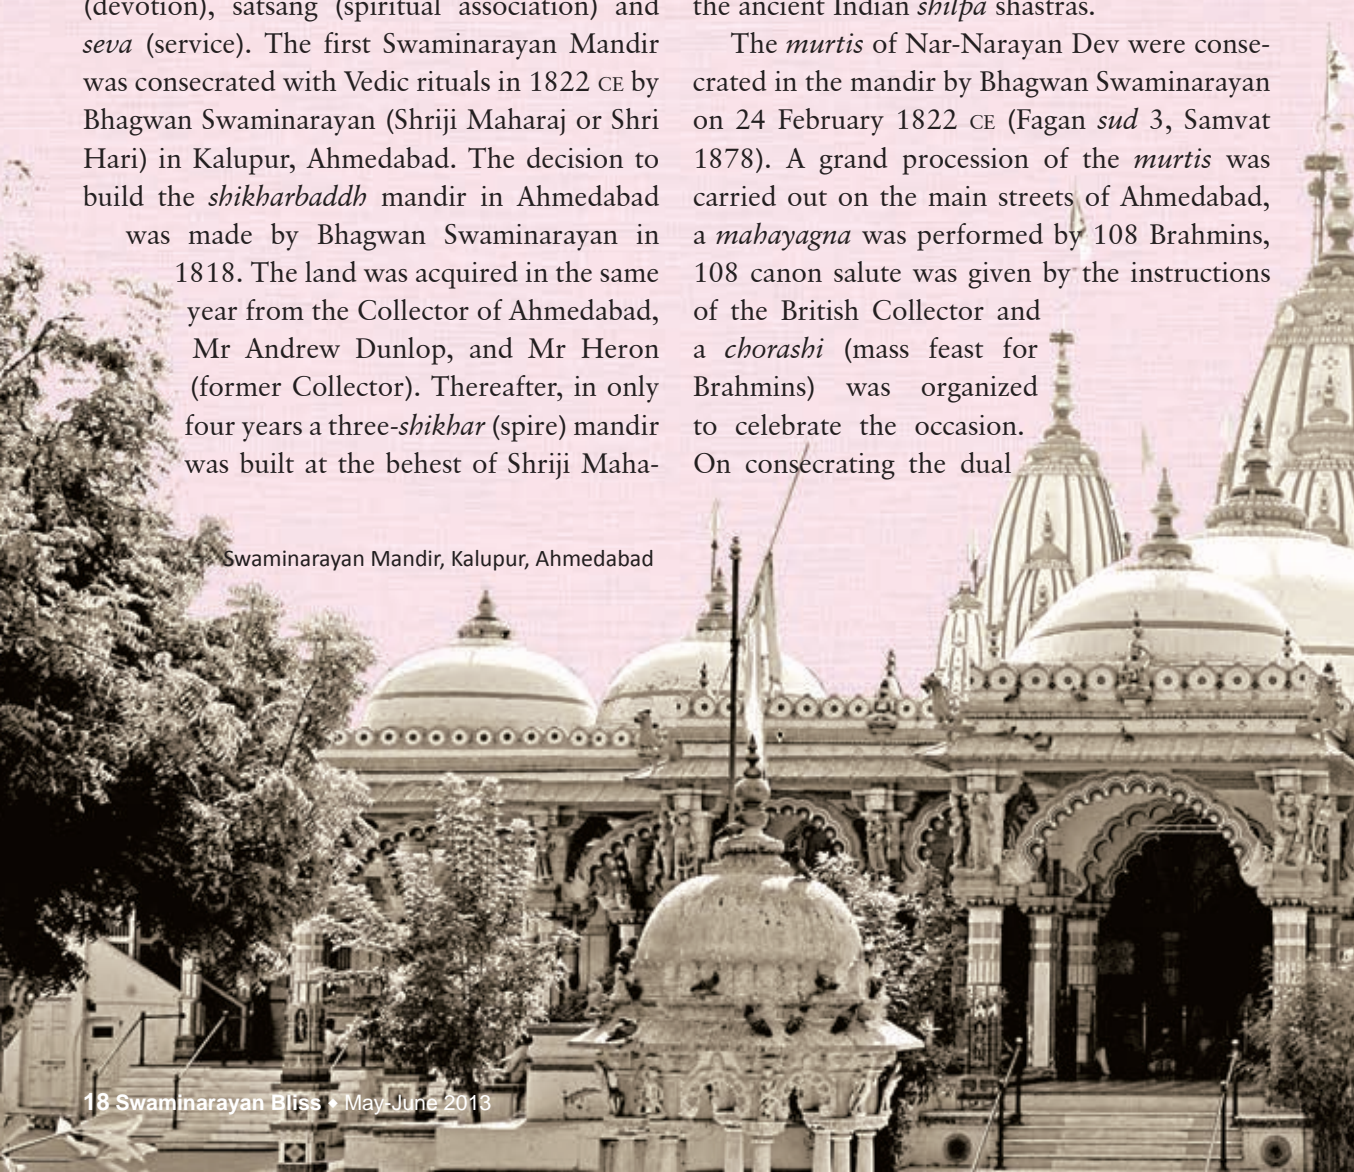 (devotion), satsang (spiritual association) and
seva (service). The first Swaminarayan Mandir
was consecrated with Vedic rituals in 1822 CE by
Bhagwan Swaminarayan (Shriji Maharaj or Shri
Hari) in Kalupur, Ahmedabad. The decision to
build the shikharbaddh mandir in Ahmedabad
was made by Bhagwan Swaminarayan in
1818. The land was acquired in the same
year from the Collector of Ahmedabad,
Mr Andrew Dunlop, and Mr Heron
(former Collector). Thereafter, in only
four years a three-shikhar (spire) mandir
was built at the behest of Shriji Maha-
the ancient Indian shilpa shastras.
The murtis of Nar-Narayan Dev were conse-
crated in the mandir by Bhagwan Swaminarayan
on 24 February 1822 CE (Fagan sud 3, Samvat
1878). A grand procession of the murtis was
carried out on the main streets of Ahmedabad,
a mahayagna was performed by 108 Brahmins,
108 canon salute was given by the instructions
of the British Collector and
a chorashi (mass feast for
Brahmins) was organized
to celebrate the occasion.
On consecrating the dual
Swaminarayan Mandir, Kalupur, Ahmedabad
18 Swaminarayan Bliss ◆ May-June 2013